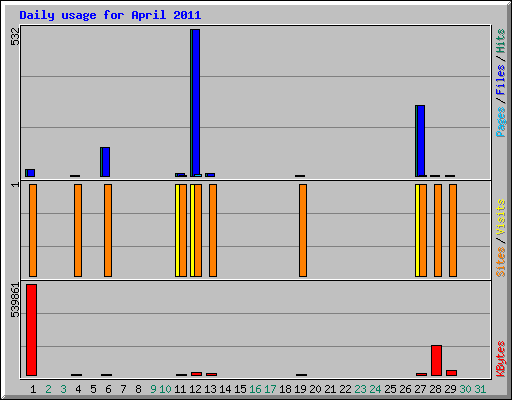 Daily usage for April 2011
532
Pages/Files/Hits
1
Sites/Visits
539861
KBytes
1 2 3 4 5 6 7 8 9 10 11 12 13 14 15 16 17 18 19 20 21 22 23 24 25 26 27 28 29 30 31